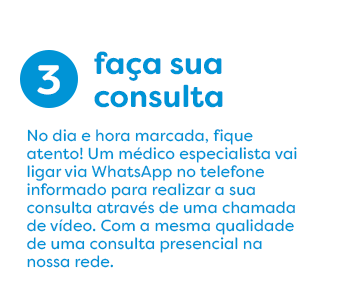 3
faça sua
consulta
No dia e hora marcada, fique
atento! Um médico especialista vai
ligar via WhatsApp no telefone
informado para realizar a sua
consulta através de uma chamada
de vídeo. Com a mesma qualidade
de uma consulta presencial na
nossa rede.